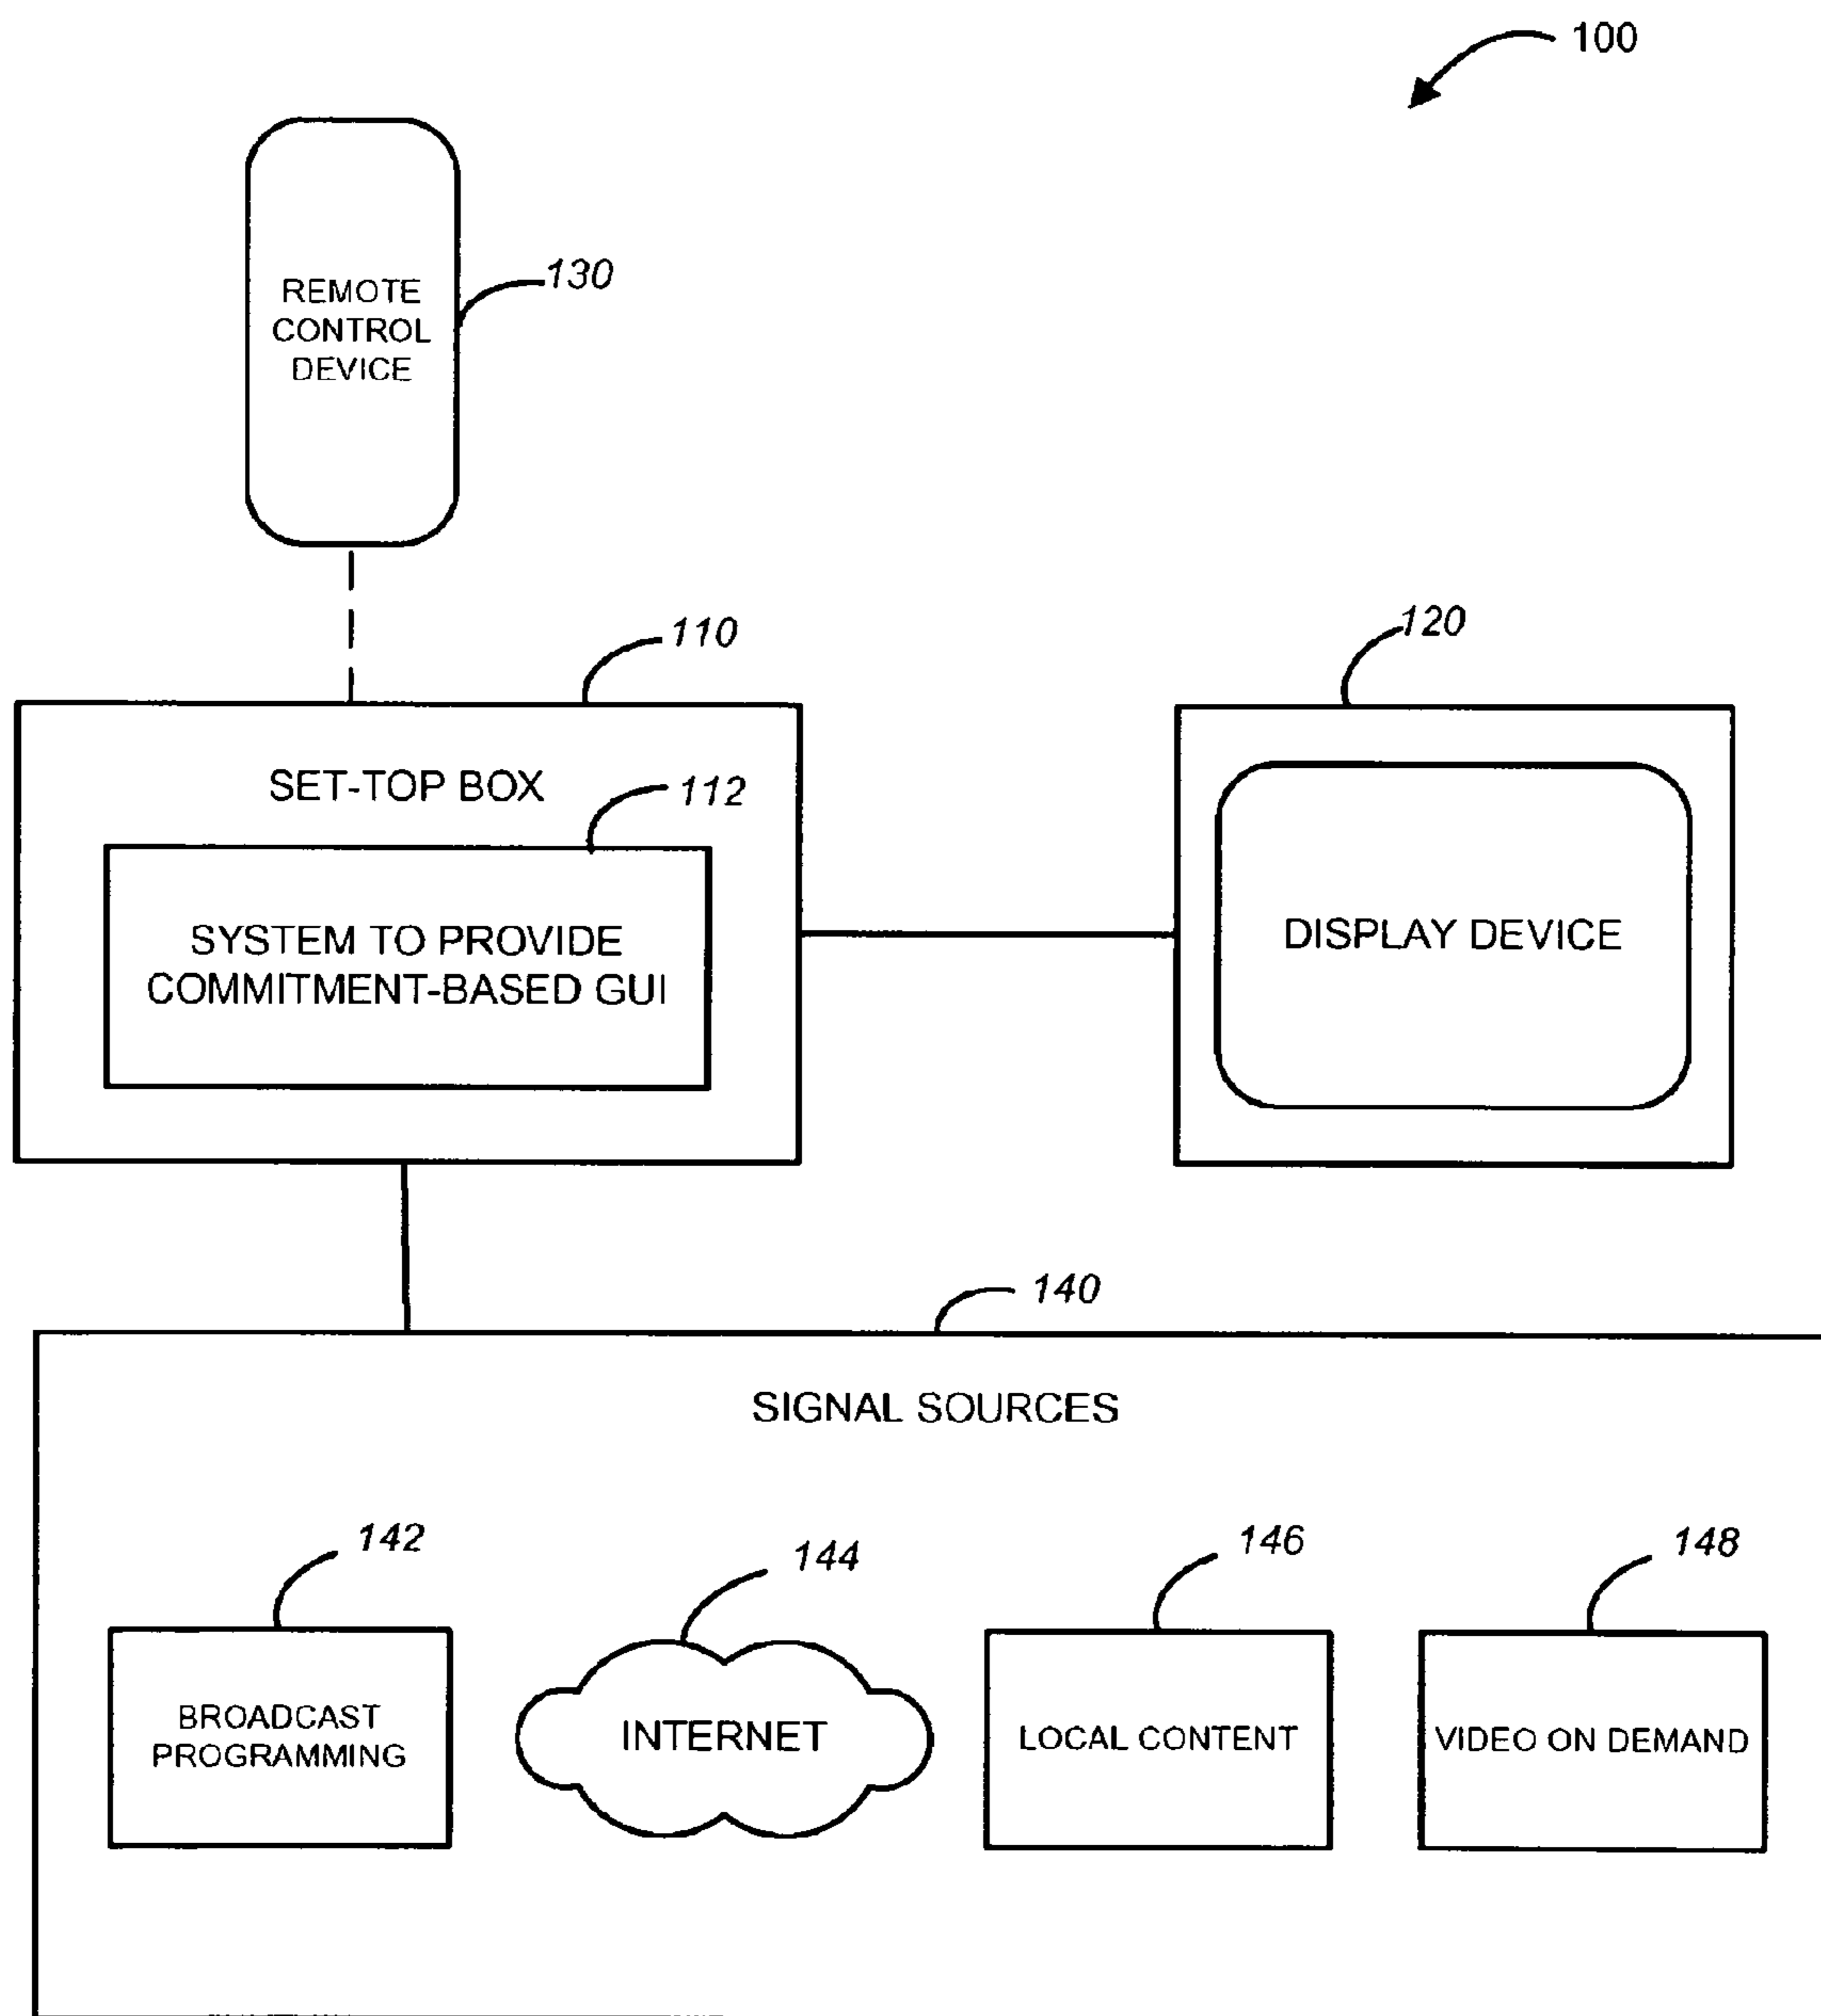 100
REMOTE
CONTROL
DEVICE
130
110
120
SET-TOP BOX
112
SYSTEM TO PROVIDE
COMMITMENT-BASED GUI
DISPLAY DEVICE
140
SIGNAL SOURCES
142
144
146
148
BROADCAST
PROGRAMMING
INTERNET
LOCAL CONTENT
VIDEO ON DEMAND